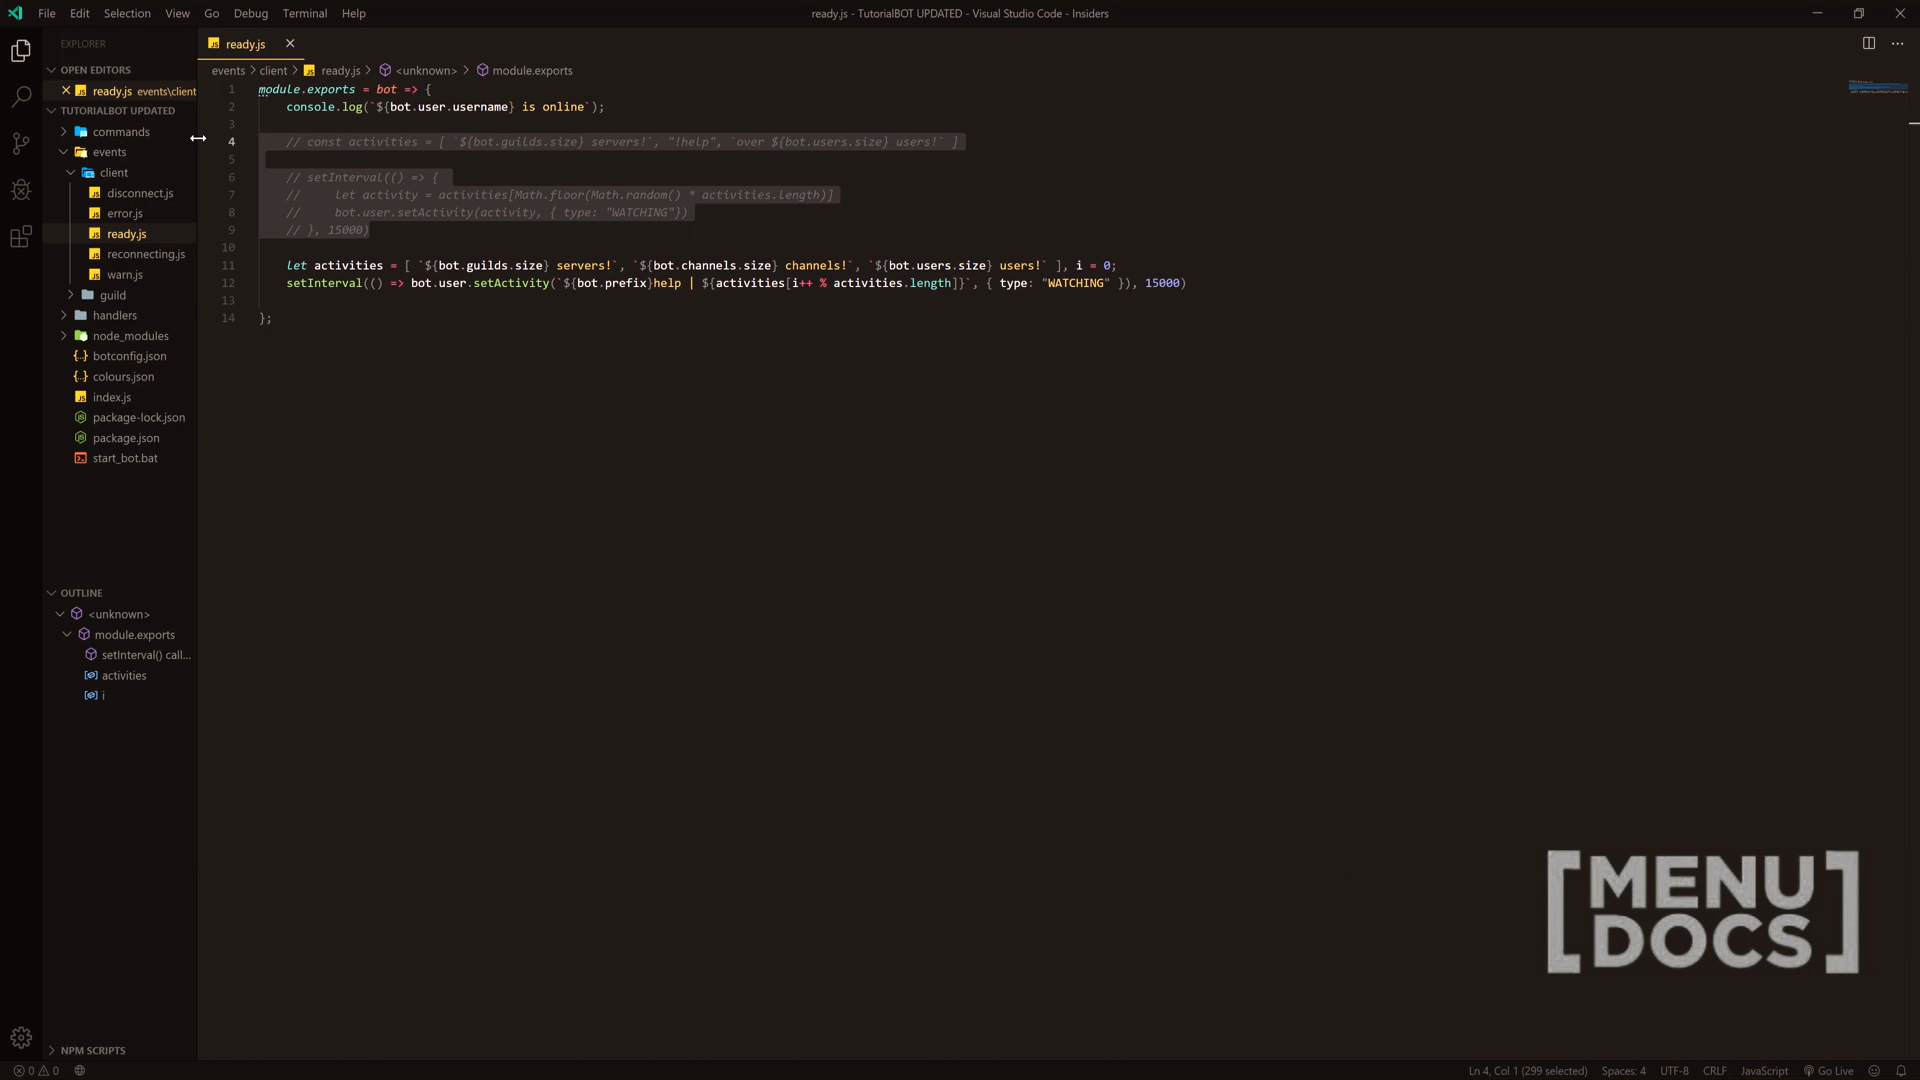 File Edit Selection View Go Debug Terminal Help
ready.js - TutorialBOT UPDATED - Visual Studio Code - Insiders
EXPLORER
OPEN EDITORS
ready.js events\client
TUTORIALBOT UPDATED
commands
events
client
disconnect.js
error.js
ready.js
reconnecting.js
warn.js
guild
handlers
node_modules
botconfig.json
colours.json
index.js
package-lock.json
package.json
start_bot.bat
OUTLINE
<unknown>
module.exports
setInterval() call...
activities
i
NPM SCRIPTS
ready.js
events > client > ready.js > <unknown> > module.exports
1 module.exports = bot => {
2 console.log(`${bot.user.username} is online`);
3
4 // const activities = [ `${bot.guilds.size} servers!`, "!help", `over ${bot.users.size} users!` ]
5
6 // setInterval(() => {
7 // let activity = activities[Math.floor(Math.random() * activities.length)]
8 // bot.user.setActivity(activity, { type: "WATCHING"})
9 // }, 15000)
10
11 let activities = [ `${bot.guilds.size} servers!`, `${bot.channels.size} channels!`, `${bot.users.size} users!` ], i = 0;
12 setInterval(() => bot.user.setActivity(`${bot.prefix}help | ${activities[i++ % activities.length]}`, { type: "WATCHING" }), 15000)
13
14 };
[MENU
DOCS]
0 0
Ln 4, Col 1 (299 selected) Spaces: 4 UTF-8 CRLF JavaScript Go Live